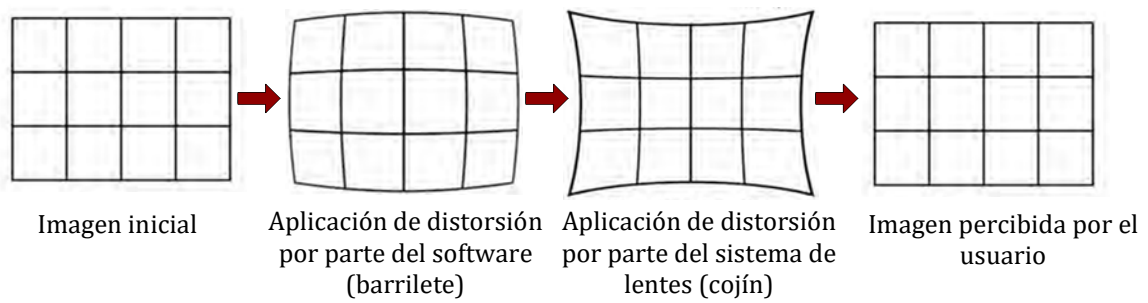 Imagen inicial
Aplicación de distorsión
por parte del software
(barrilete)
Aplicación de distorsión
por parte del sistema de
lentes (cojín)
Imagen percibida por el
usuario